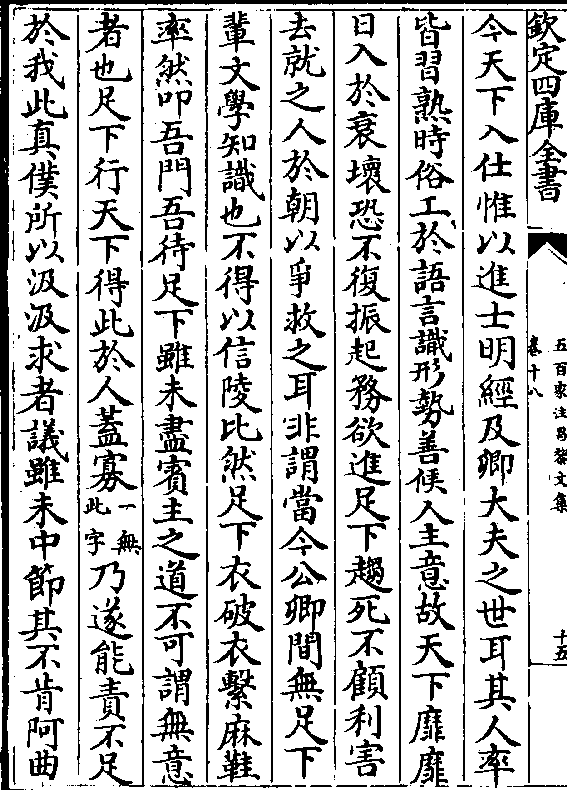 欽定四庫全書
五百家注昌黎文集
卷十八
十五
今天下入仕惟以進士明經及卿大夫之世耳其人率
皆習熟時俗工於語言識形勢善候人主意故天下靡靡
日入於衰壞恐不復振起務欲進足下趨死不顧利害
去就之人於朝以爭救之耳非謂當今公卿間無足下
輩文學知識也不得以信陵比然足下衣破衣繫麻鞋
率然叩吾門吾待足下雖未盡賓主之道不可謂無意
者也足下行天下得此於人蓋寡一無此字乃遂能責不足
於我此真僕所以汲汲求者議雖未中節其不肯阿曲